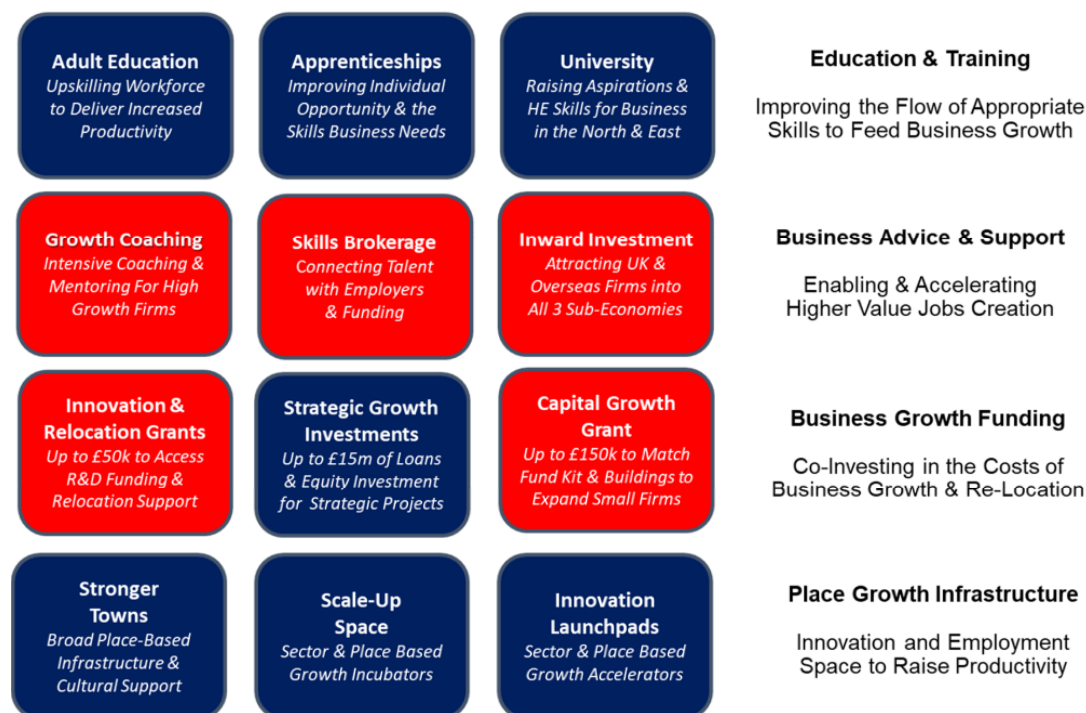 Adult Education
Upskilling Workforce
to Deliver Increased
Productivity
Apprenticeships
Improving Individual
Opportunity & the
Skills Business Needs
University
Raising Aspirations &
HE Skills for Business
in the North & East
Education & Training
Improving the Flow of Appropriate
Skills to Feed Business Growth
Growth Coaching
Intensive Coaching &
Mentoring For High
Growth Firms
Skills Brokerage
Connecting Talent
with Employers
& Funding
Inward Investment
Attracting UK &
Overseas Firms into
All 3 Sub-Economies
Business Advice & Support
Enabling & Accelerating
Higher Value Jobs Creation
Innovation &
Relocation Grants
Up to £50k to Access
R&D Funding &
Relocation Support
Strategic Growth
Investments
Up to £15m of Loans
& Equity Investment
for Strategic Projects
Capital Growth
Grant
Up to £150k to Match
Fund Kit & Buildings to
Expand Small Firms
Business Growth Funding
Co-Investing in the Costs of
Business Growth & Re-Location
Stronger
Towns
Broad Place-Based
Infrastructure &
Cultural Support
Scale-Up
Space
Sector & Place Based
Growth Incubators
Innovation
Launchpads
Sector & Place Based
Growth Accelerators
Place Growth Infrastructure
Innovation and Employment
Space to Raise Productivity